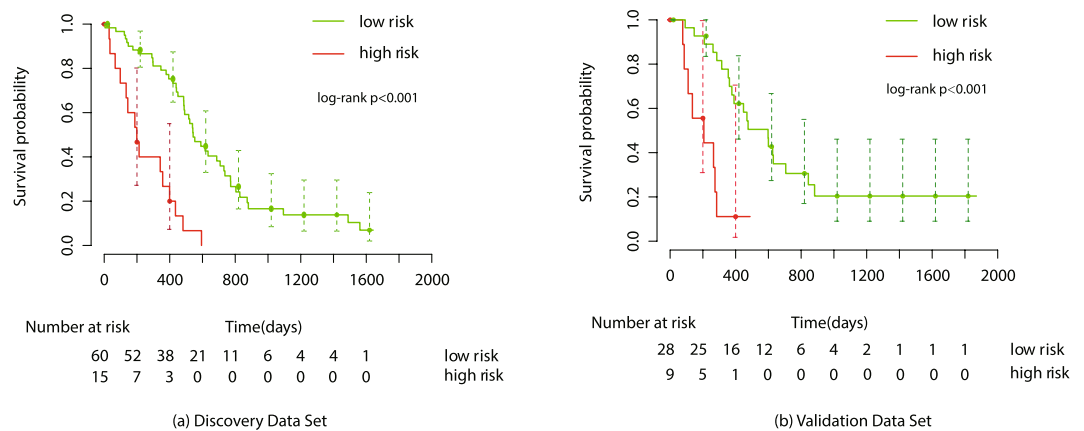 low risk
high risk
log-rank p<0.001
Survival probability
1.0
0.8
0.6
0.4
0.2
0.0
0 400 800 1200 1600 2000
Number at risk Time(days)
60 52 38 21 11 6 4 4 1 low risk
15 7 3 0 0 0 0 0 0 high risk
(a) Discovery Data Set
low risk
high risk
log-rank p<0.001
Survival probability
1.0
0.8
0.6
0.4
0.2
0.0
0 400 800 1200 1600 2000
Number at risk Time(days)
28 25 16 12 6 4 2 1 1 1 low risk
9 5 1 0 0 0 0 0 0 0 high risk
(b) Validation Data Set